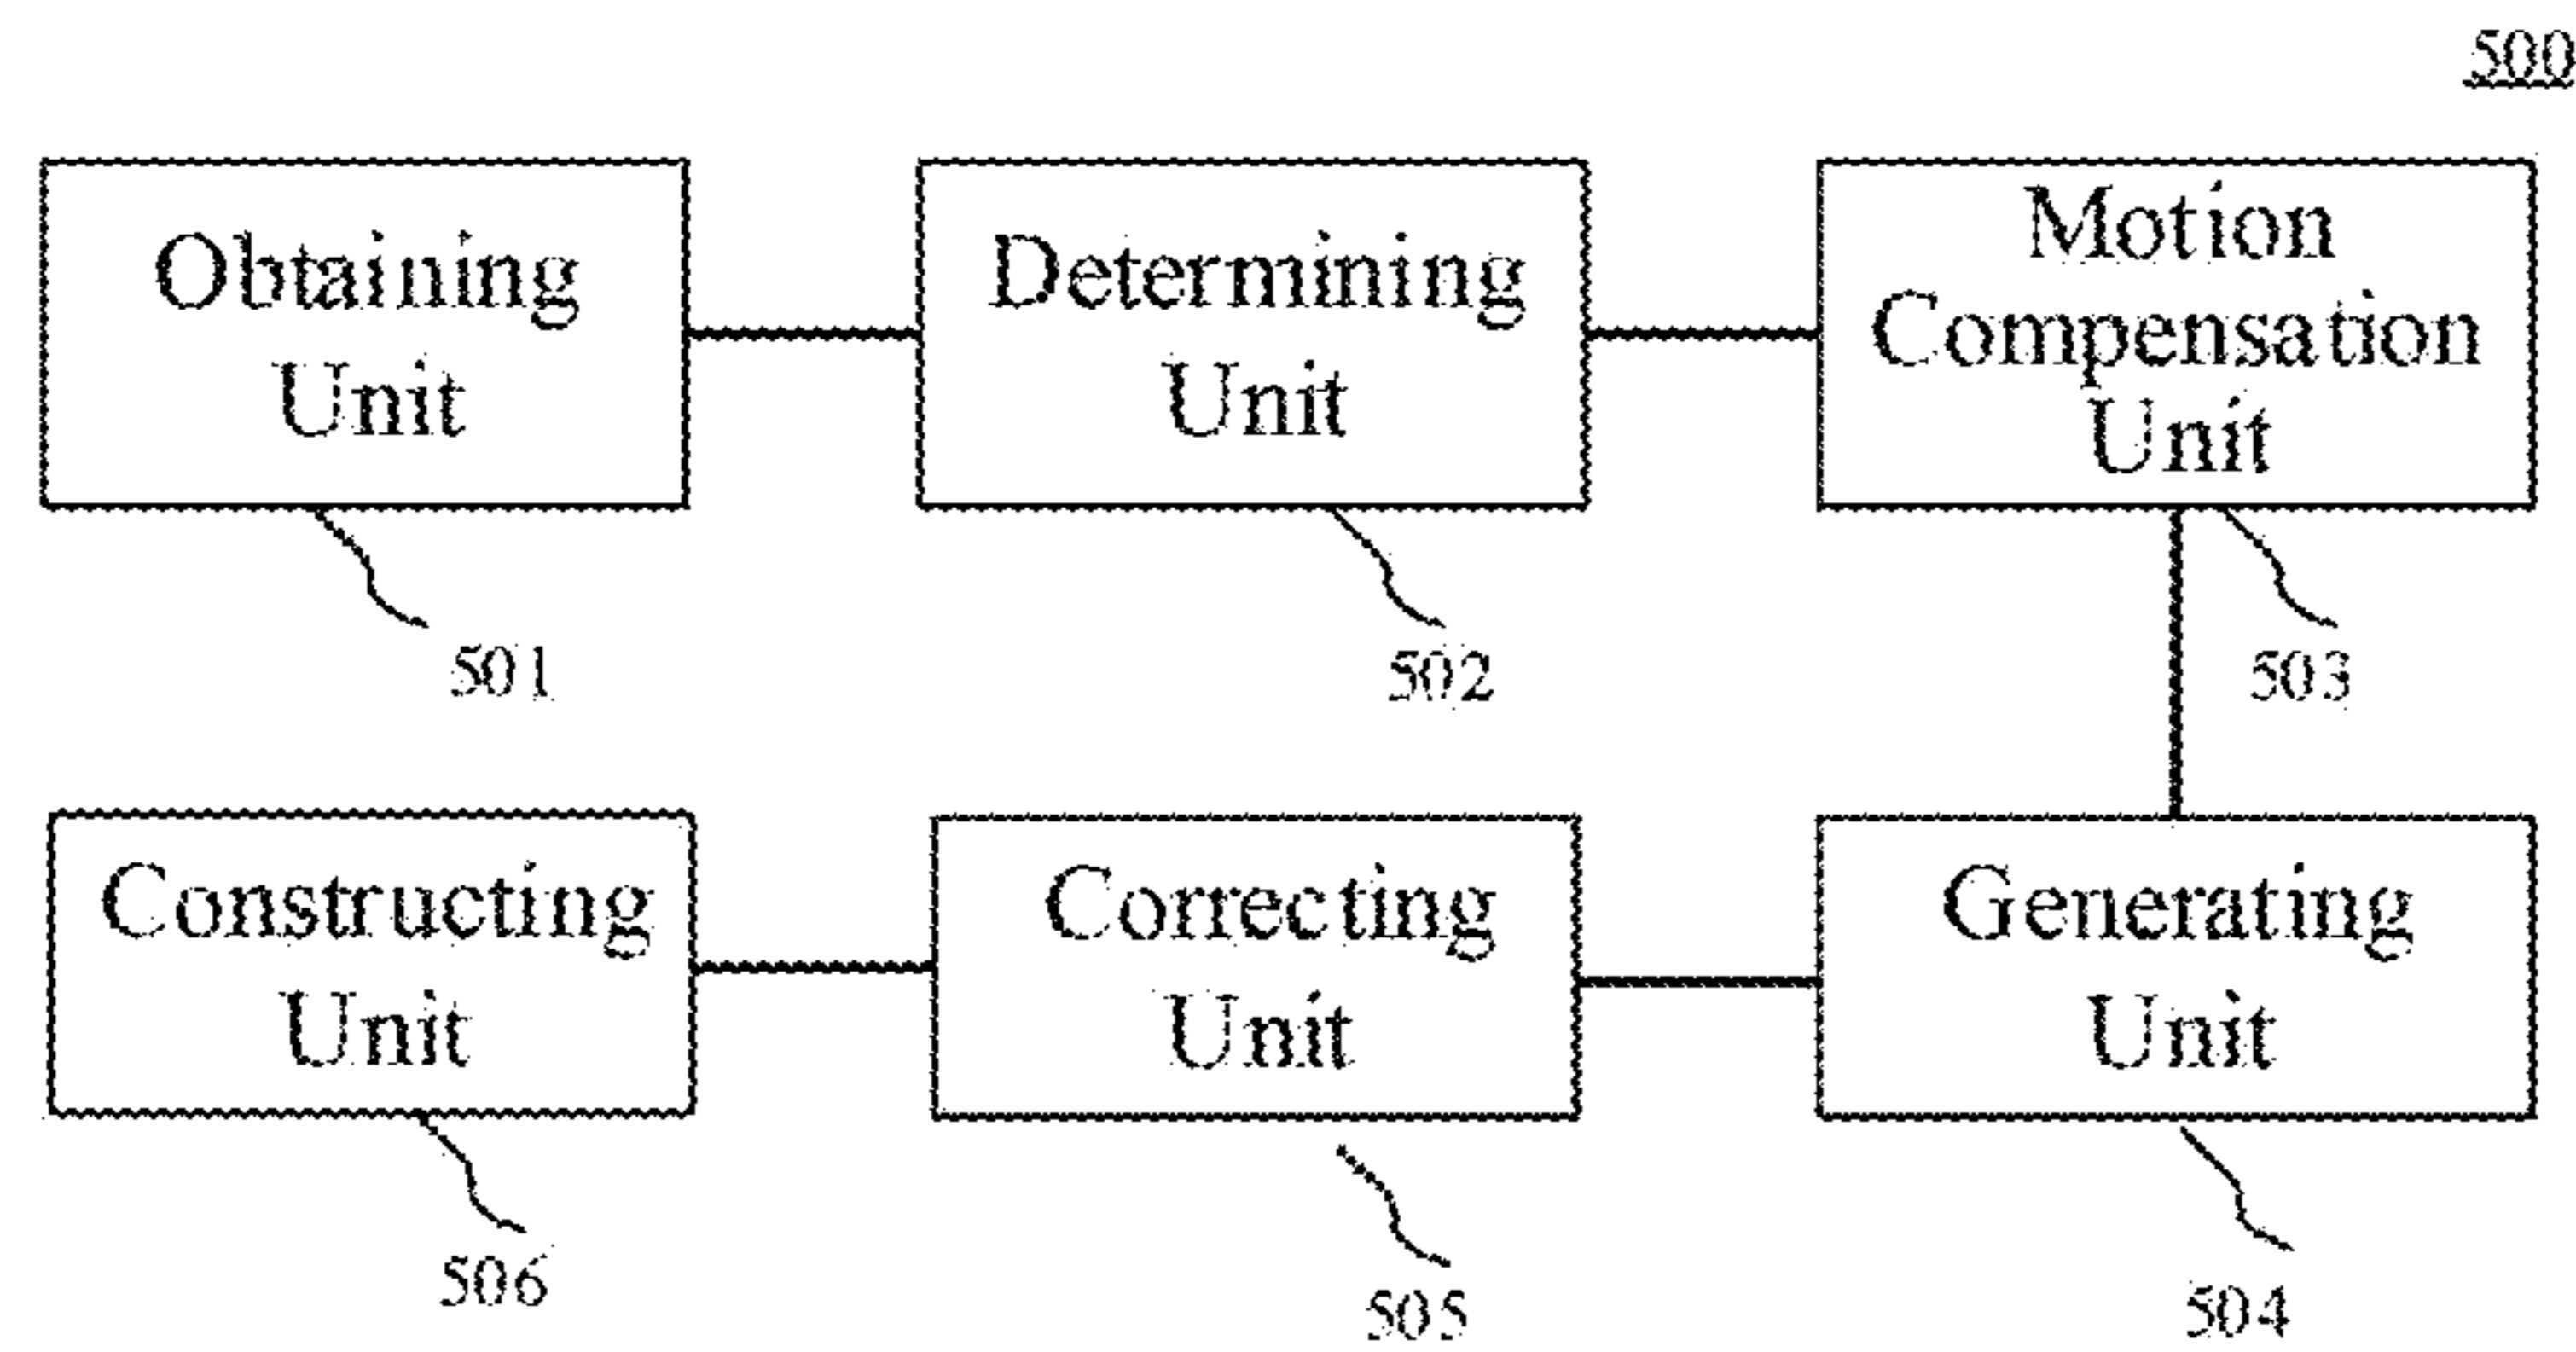 500
Obtaining
Unit
Determining
Unit
Motion
Compensation
Unit
501
502
503
Constructing
Unit
Correcting
Unit
Generating
Unit
506
505
504